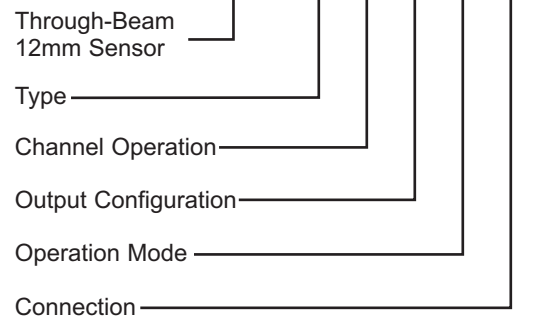 Through-Beam
12mm Sensor
Type
Channel Operation
Output Configuration
Operation Mode
Connection